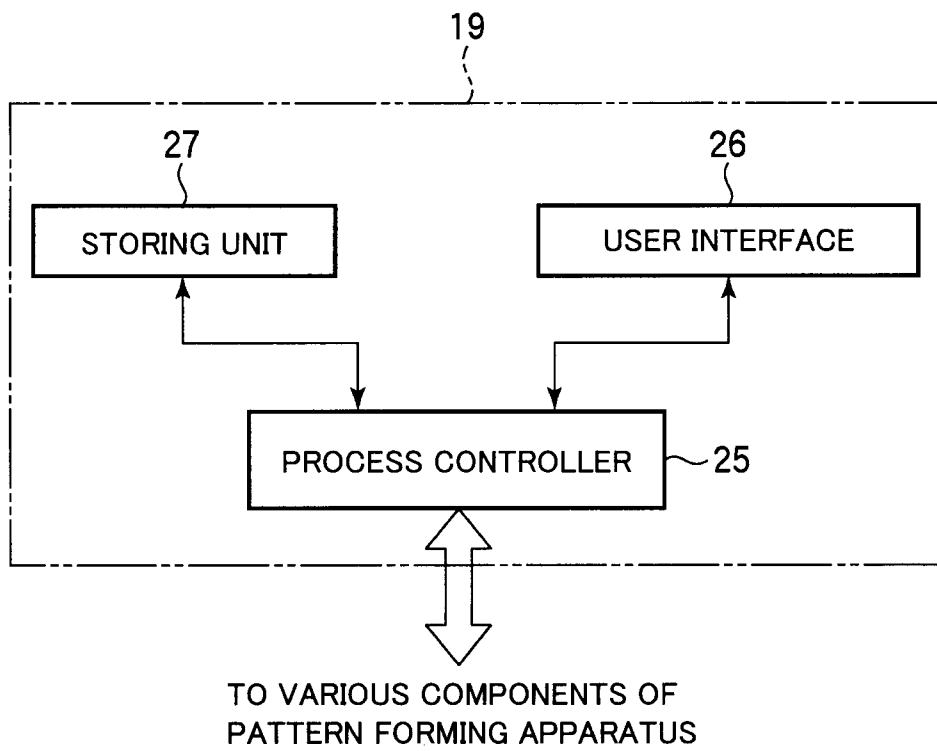 19
27
26
STORING UNIT
USER INTERFACE
PROCESS CONTROLLER
25
TO VARIOUS COMPONENTS OF
PATTERN FORMING APPARATUS